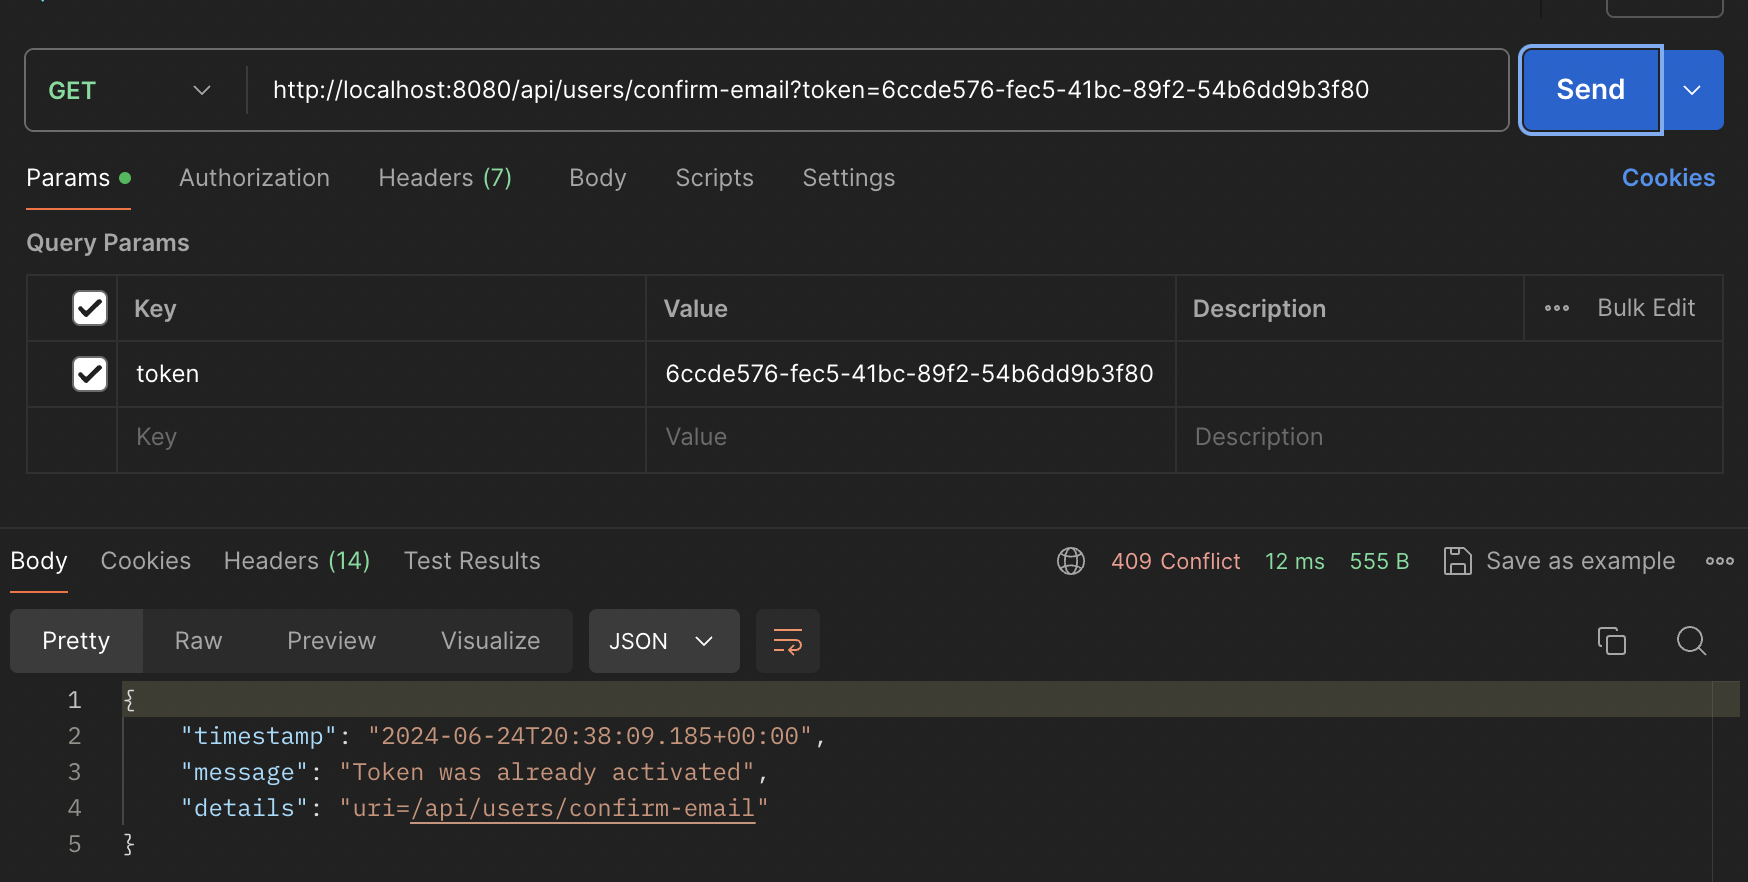 GET http://localhost:8080/api/users/confirm-email?token=6ccde576-fec5-41bc-89f2-54b6dd9b3f80 Send
Params Authorization Headers (7) Body Scripts Settings Cookies
Query Params
Key Value Description Bulk Edit
token 6ccde576-fec5-41bc-89f2-54b6dd9b3f80
Key Value Description
Body Cookies Headers (14) Test Results 409 Conflict 12 ms 555 B Save as example
Pretty Raw Preview Visualize JSON
1 {
2 "timestamp": "2024-06-24T20:38:09.185+00:00",
3 "message": "Token was already activated",
4 "details": "uri=/api/users/confirm-email"
5 }